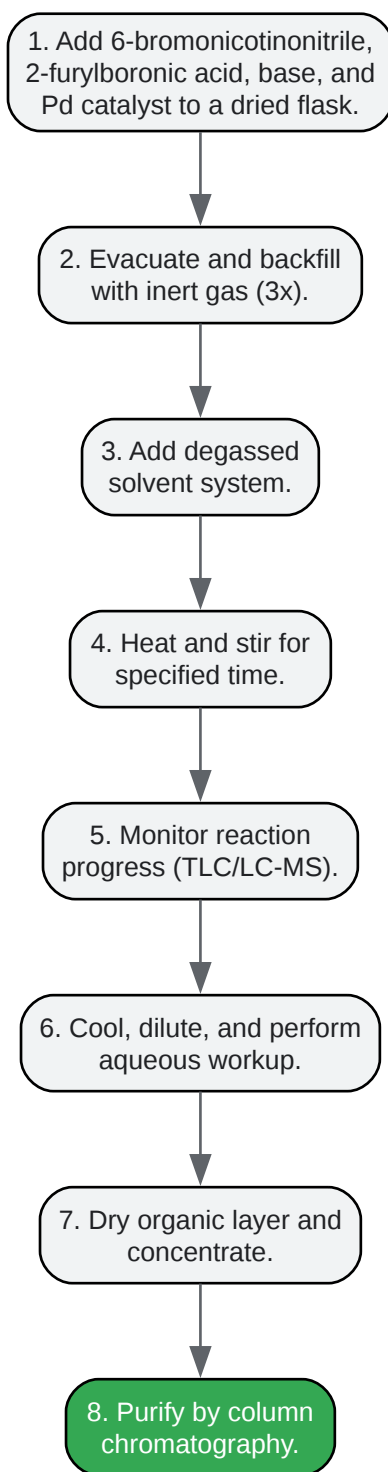 1. Add 6-bromonicotinonitrile,
2-furylboronic acid, base, and
Pd catalyst to a dried flask.
2. Evacuate and backfill
with inert gas (3x).
3. Add degassed
solvent system.
4. Heat and stir for
specified time.
5. Monitor reaction
progress (TLC/LC-MS).
6. Cool, dilute, and perform
aqueous workup.
7. Dry organic layer and
concentrate.
8. Purify by column
chromatography.